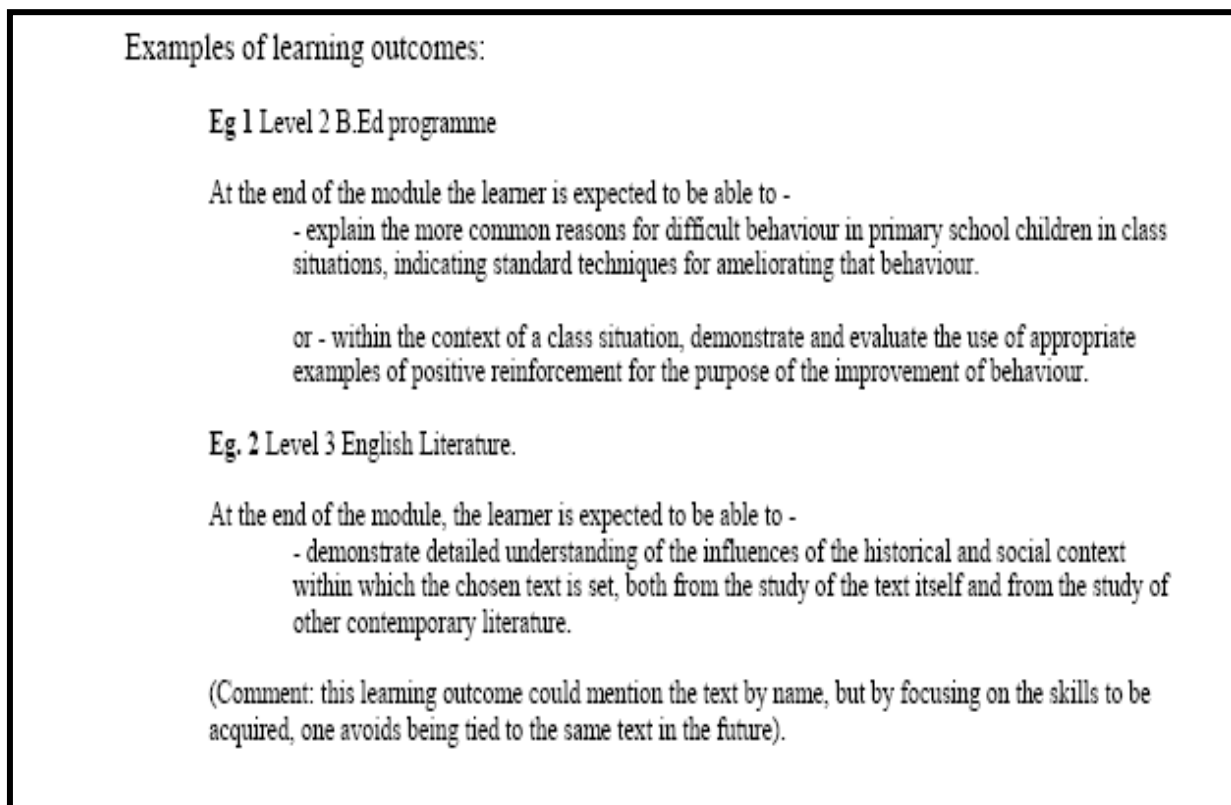 Examples of learning outcomes:
Eg 1 Level 2 B.Ed programme
At the end of the module the learner is expected to be able to -
- explain the more common reasons for difficult behaviour in primary school children in class
situations, indicating standard techniques for ameliorating that behaviour.
or - within the context of a class situation, demonstrate and evaluate the use of appropriate
examples of positive reinforcement for the purpose of the improvement of behaviour.
Eg. 2 Level 3 English Literature.
At the end of the module, the learner is expected to be able to -
- demonstrate detailed understanding of the influences of the historical and social context
within which the chosen text is set, both from the study of the text itself and from the study of
other contemporary literature.
(Comment: this learning outcome could mention the text by name, but by focusing on the skills to be
acquired, one avoids being tied to the same text in the future).